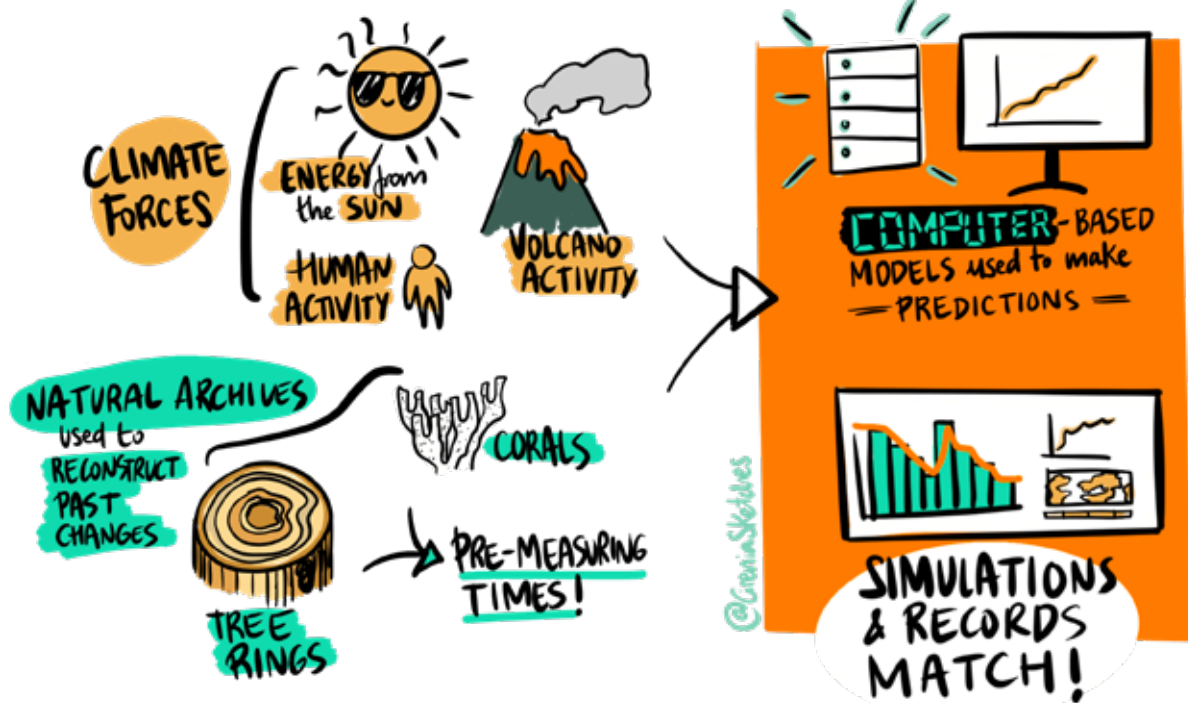 CLIMATE
FORCES
ENERGY from
the SUN
HUMAN
ACTIVITY
VOLCANO
ACTIVITY
NATURAL ARCHIVES
used to
RECONSTRUCT
PAST
CHANGES
CORALS
TREE
RINGS
PRE-MEASURING
TIMES!
COMPUTER-BASED
MODELS used to make
PREDICTIONS
SIMULATIONS
& RECORDS
MATCH!
@GreninSketches